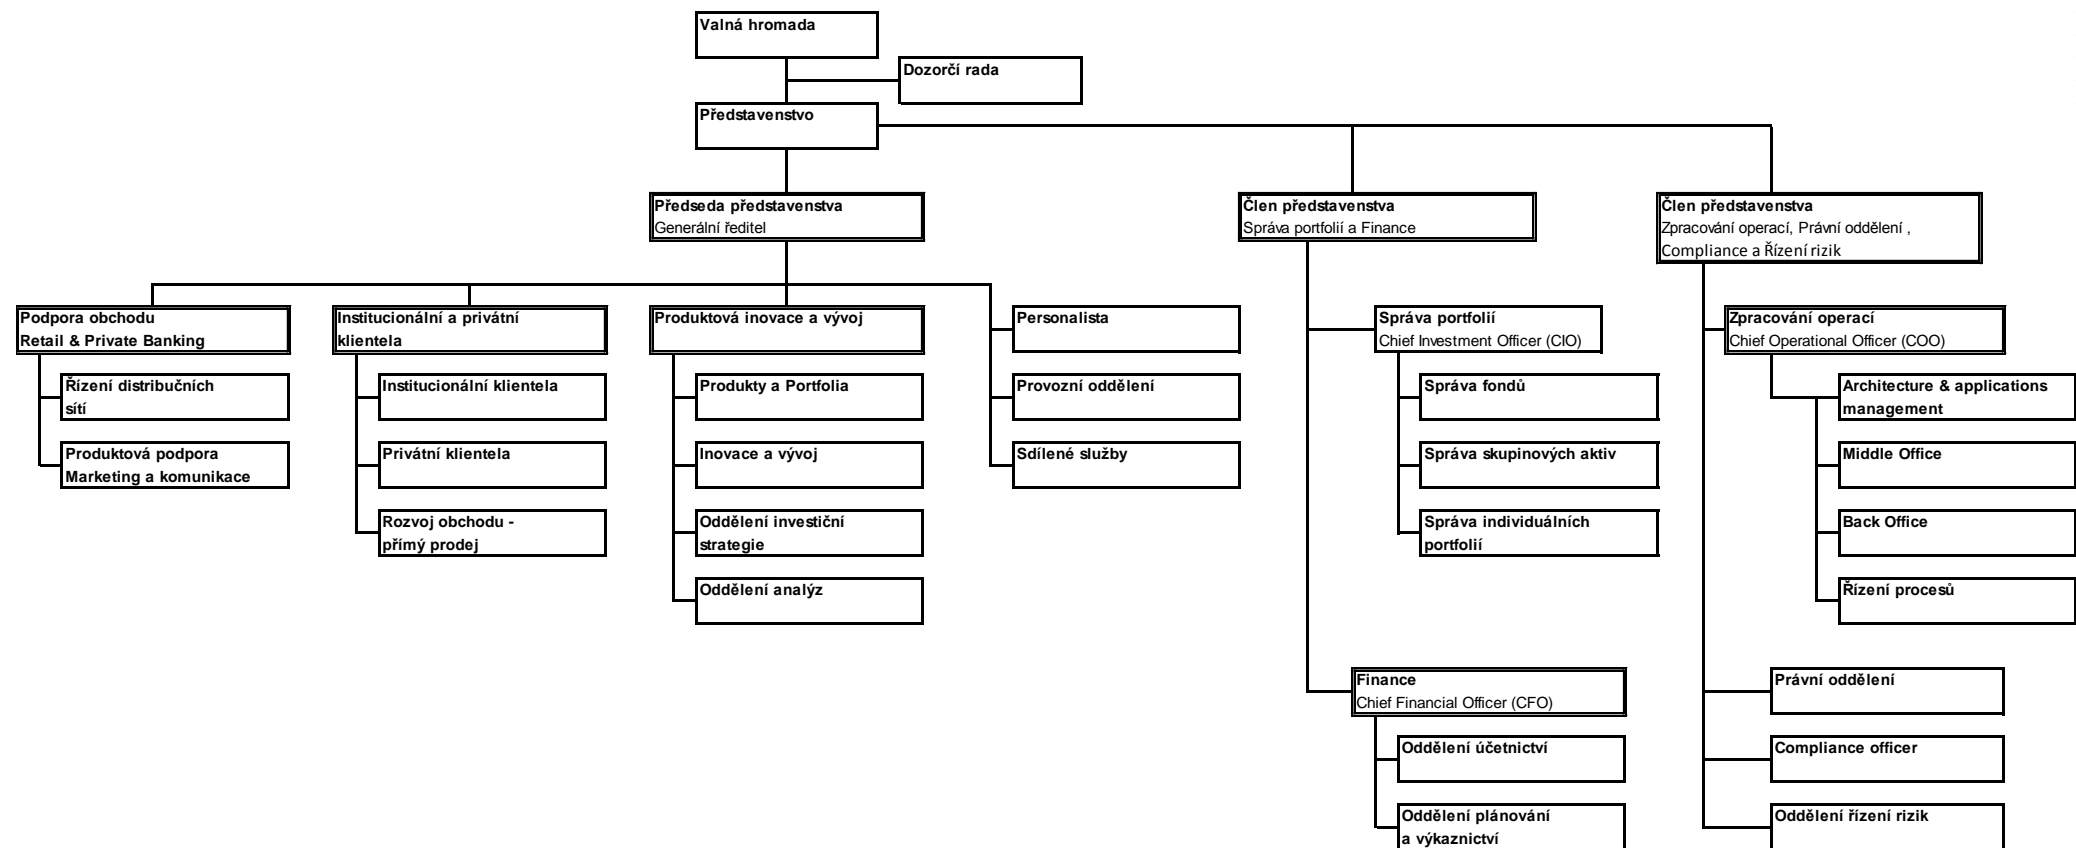 Valná hromada
Dozorčí rada
Představenstvo
Předseda představenstva
Generální ředitel
Člen představenstva
Správa portfolií a Finance
Člen představenstva
Zpracování operací, Právní oddělení ,
Compliance a Řízení rizik
Podpora obchodu
Retail & Private Banking
Řízení distribučních
sítí
Produktová podpora
Marketing a komunikace
Institucionální a privátní
klientela
Institucionální klientela
Privátní klientela
Rozvoj obchodu -
přímý prodej
Produktová inovace a vývoj
Produkty a Portfolia
Inovace a vývoj
Oddělení investiční
strategie
Oddělení analýz
Personalista
Provozní oddělení
Sdílené služby
Správa portfolií
Chief Investment Officer (CIO)
Správa fondů
Správa skupinových aktiv
Správa individuálních
portfolií
Finance
Chief Financial Officer (CFO)
Oddělení účetnictví
Oddělení plánování
a výkaznictví
Zpracování operací
Chief Operational Officer (COO)
Architecture & applications
management
Middle Office
Back Office
Řízení procesů
Právní oddělení
Compliance officer
Oddělení řízení rizik